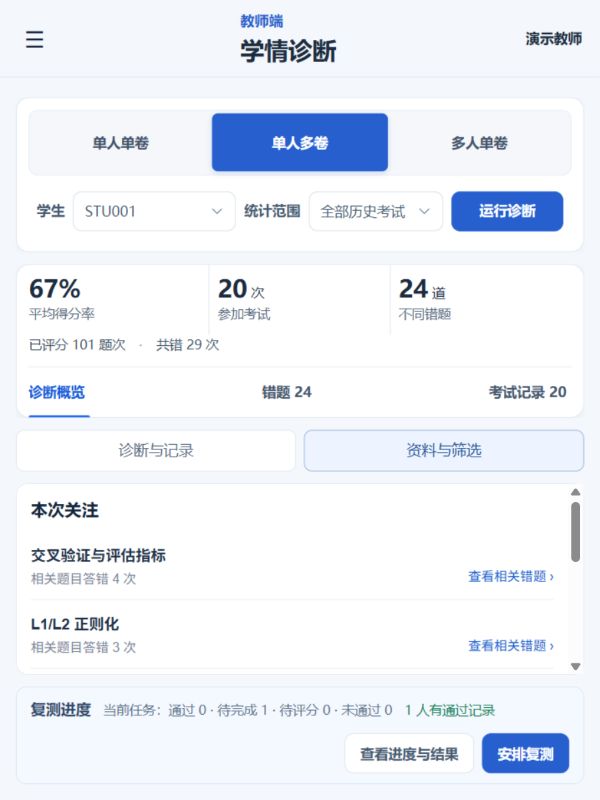 教师端
学情诊断
演示教师
单人单卷
单人多卷
多人单卷
学生
STU001
统计范围
全部历史考试
运行诊断
67%
平均得分率
20 次
参加考试
24 道
不同错题
已评分 101 题次 · 共错 29 次
诊断概览
错题 24
考试记录 20
诊断与记录
资料与筛选
本次关注
交叉验证与评估指标
相关题目答错 4 次
查看相关错题 ›
L1/L2 正则化
相关题目答错 3 次
查看相关错题 ›
复测进度 当前任务：通过 0 · 待完成 1 · 待评分 0 · 未通过 0 1 人有通过记录
查看进度与结果
安排复测